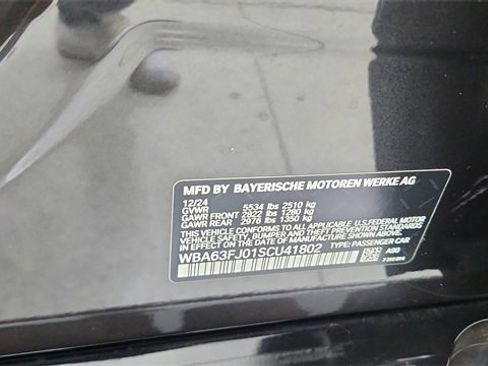 MFD BY BAYERISCHE MOTOREN WERKE AG
12/24
GVWR 5534 lbs 2510 kg
GAWR FRONT 2822 lbs 1280 kg
GAWR REAR 2976 lbs 1350 kg
THIS VEHICLE CONFORMS TO ALL APPLICABLE U.S. FEDERAL MOTOR
VEHICLE SAFETY, BUMPER AND THEFT PREVENTION STANDARDS IN
EFFECT ON THE DATE OF MANUFACTURE SHOWN ABOVE.
WBA63FJ01SCU41802 TYPE: PASSENGER CAR
A90